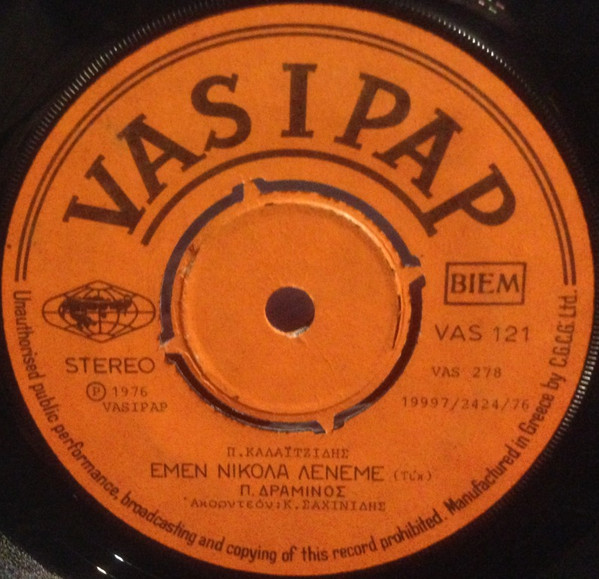 VASIPAP
BIEM
STEREO
VAS 121
Ⓟ 1976
VASIPAP
VAS 278
19997/2424/76
Π.ΚΑΛΑΪΤΖΙΔΗΣ
ΕΜΕΝ ΝΙΚΟΛΑ ΛΕΝΕΜΕ (Τίκ)
Π.ΔΡΑΜΙΝΟΣ
Ἀκορντεόν:Κ.ΣΑΧΙΝΙΔΗΣ
Unauthorised public performance, broadcasting and copying of this record prohibited. Manufactured in Greece by C.G.C.G. Ltd.